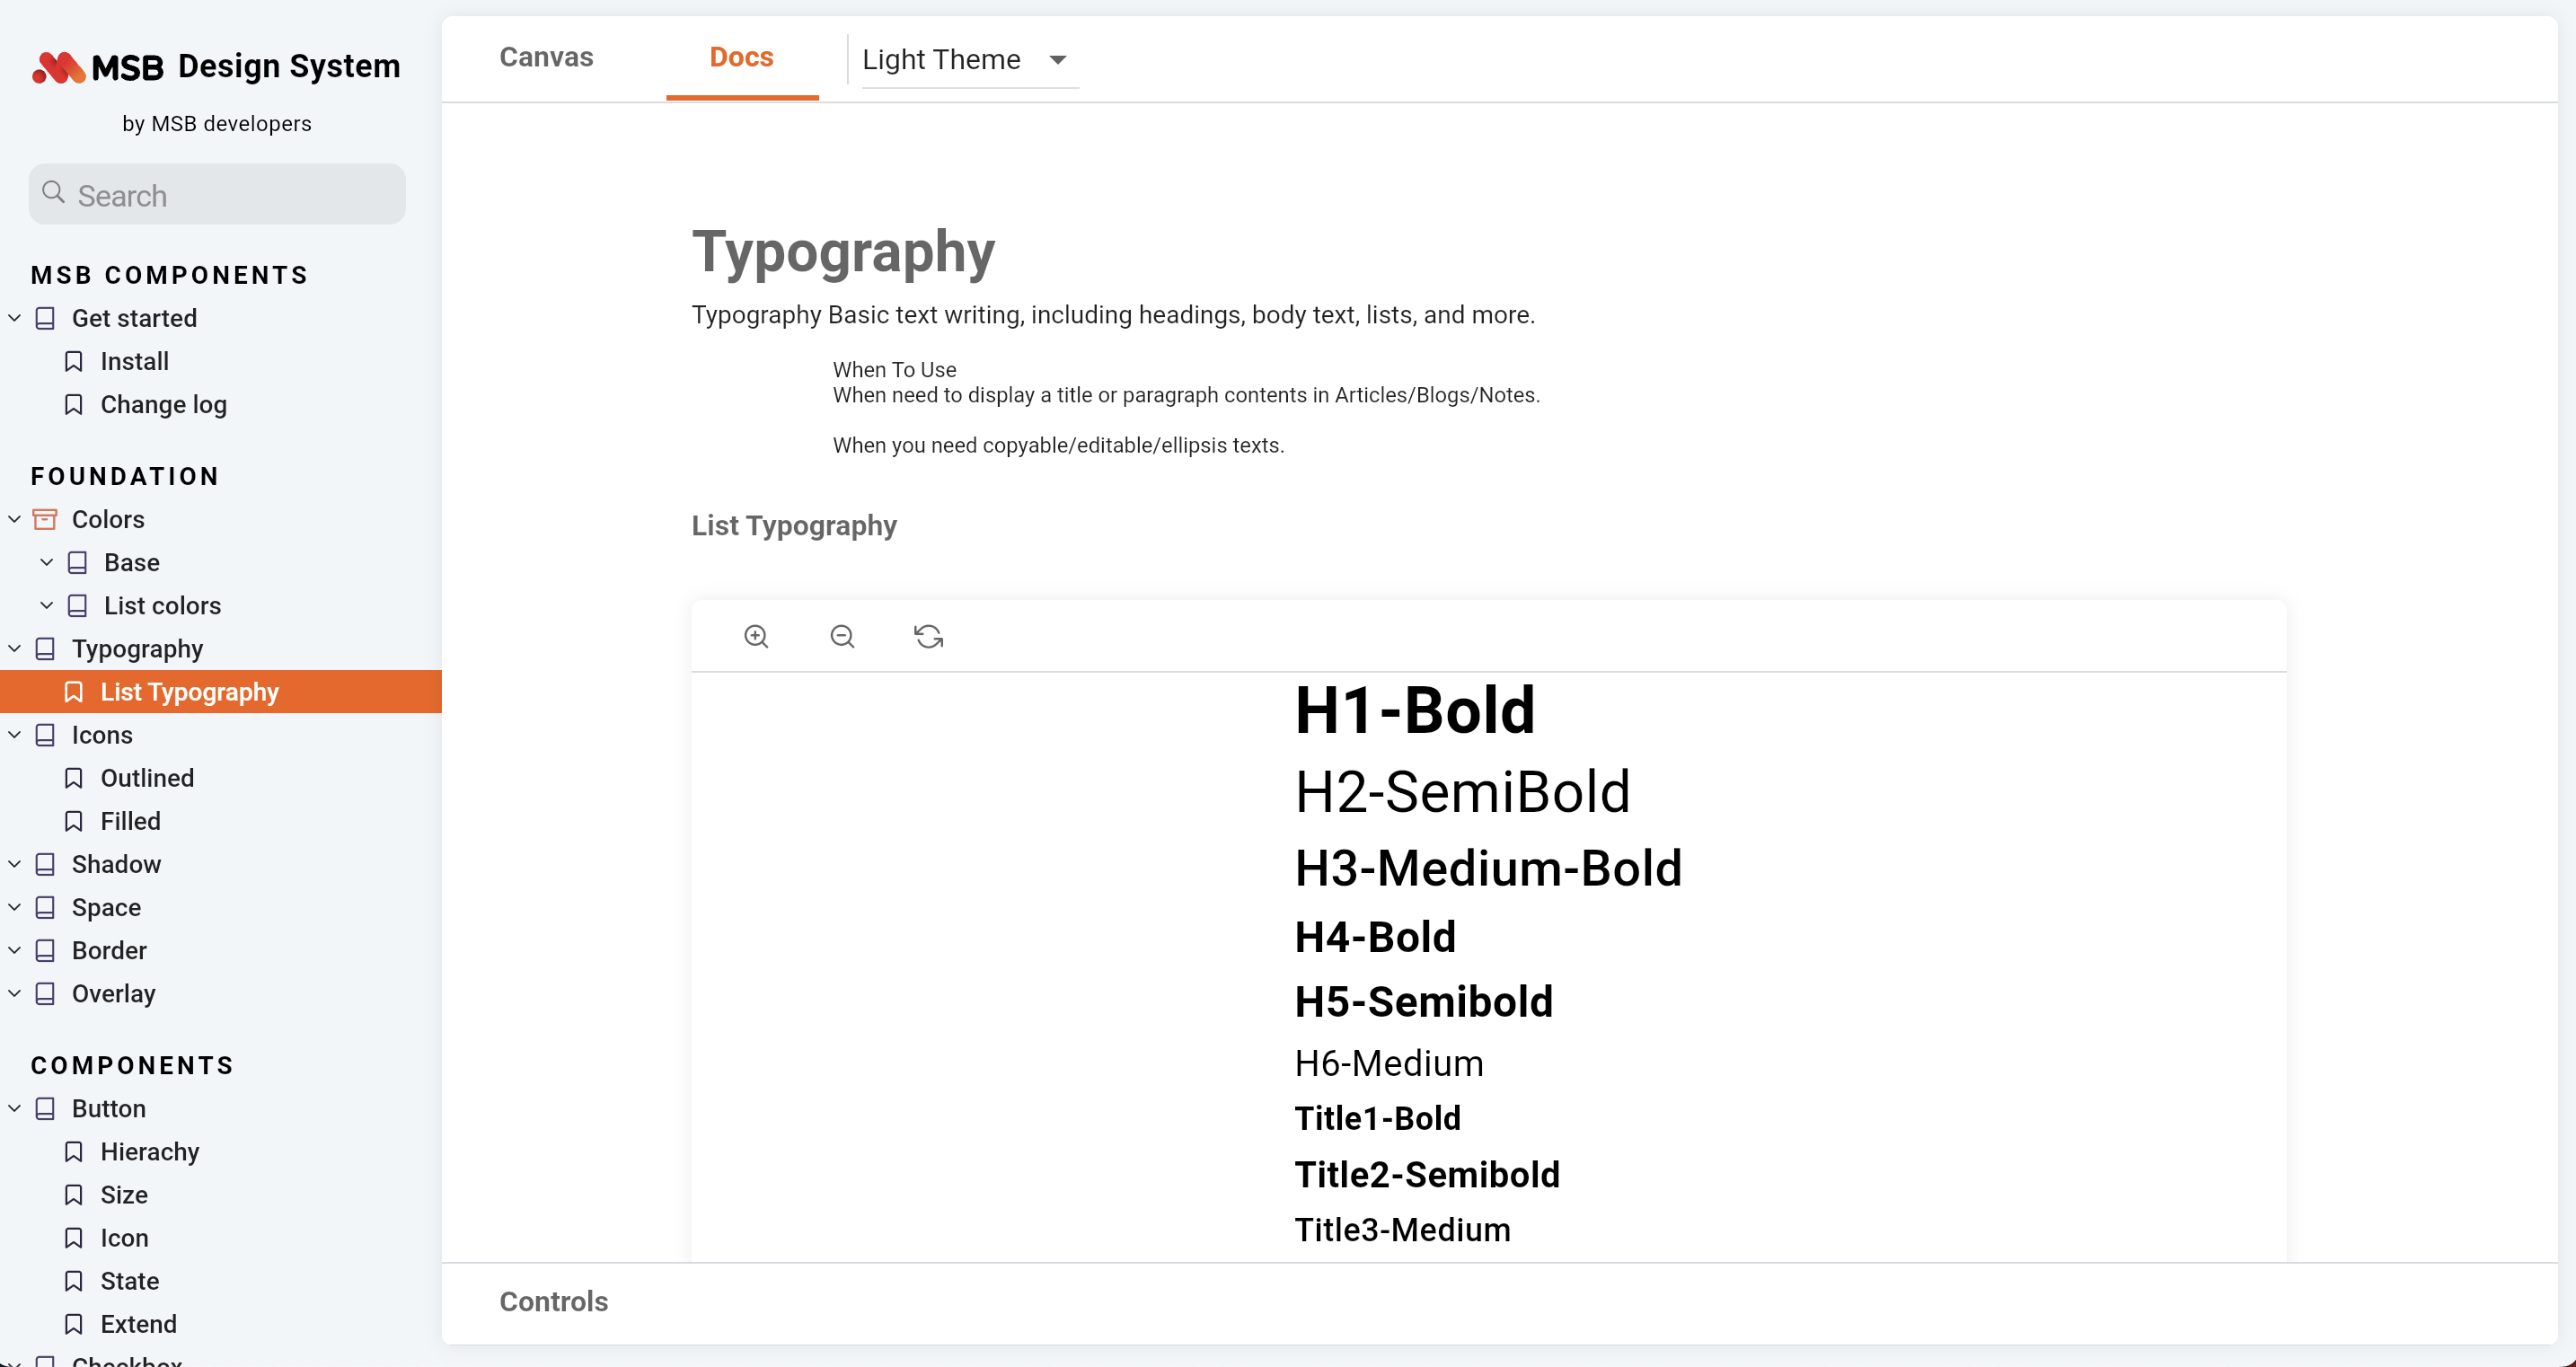 MSB Design System
by MSB developers
Search
MSB COMPONENTS
Get started
Install
Change log
FOUNDATION
Colors
Base
List colors
Typography
List Typography
Icons
Outlined
Filled
Shadow
Space
Border
Overlay
COMPONENTS
Button
Hierachy
Size
Icon
State
Extend
Checkbox
Canvas
Docs
Light Theme
Typography
Typography Basic text writing, including headings, body text, lists, and more.
When To Use
When need to display a title or paragraph contents in Articles/Blogs/Notes.
When you need copyable/editable/ellipsis texts.
List Typography
H1-Bold
H2-SemiBold
H3-Medium-Bold
H4-Bold
H5-Semibold
H6-Medium
Title1-Bold
Title2-Semibold
Title3-Medium
Controls